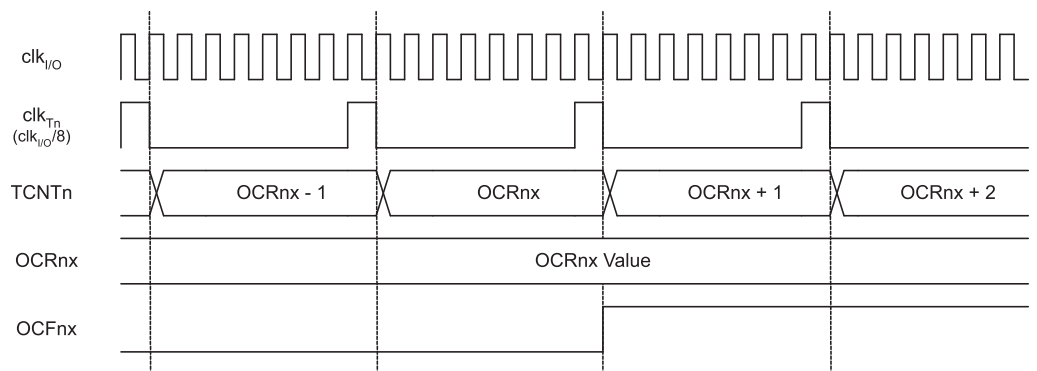 clkI/O
clkTn
(clkI/O/8)
TCNTn OCRnx - 1 OCRnx OCRnx + 1 OCRnx + 2
OCRnx OCRnx Value
OCFnx